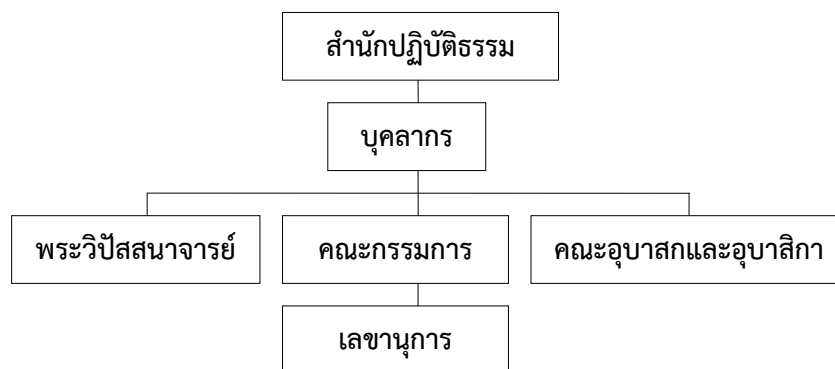 สำนักปฏิบัติธรรม
บุคลากร
พระวิปัสสนาจารย์
คณะกรรมการ
คณะอุบาสกและอุบาสิกา
เลขานุการ